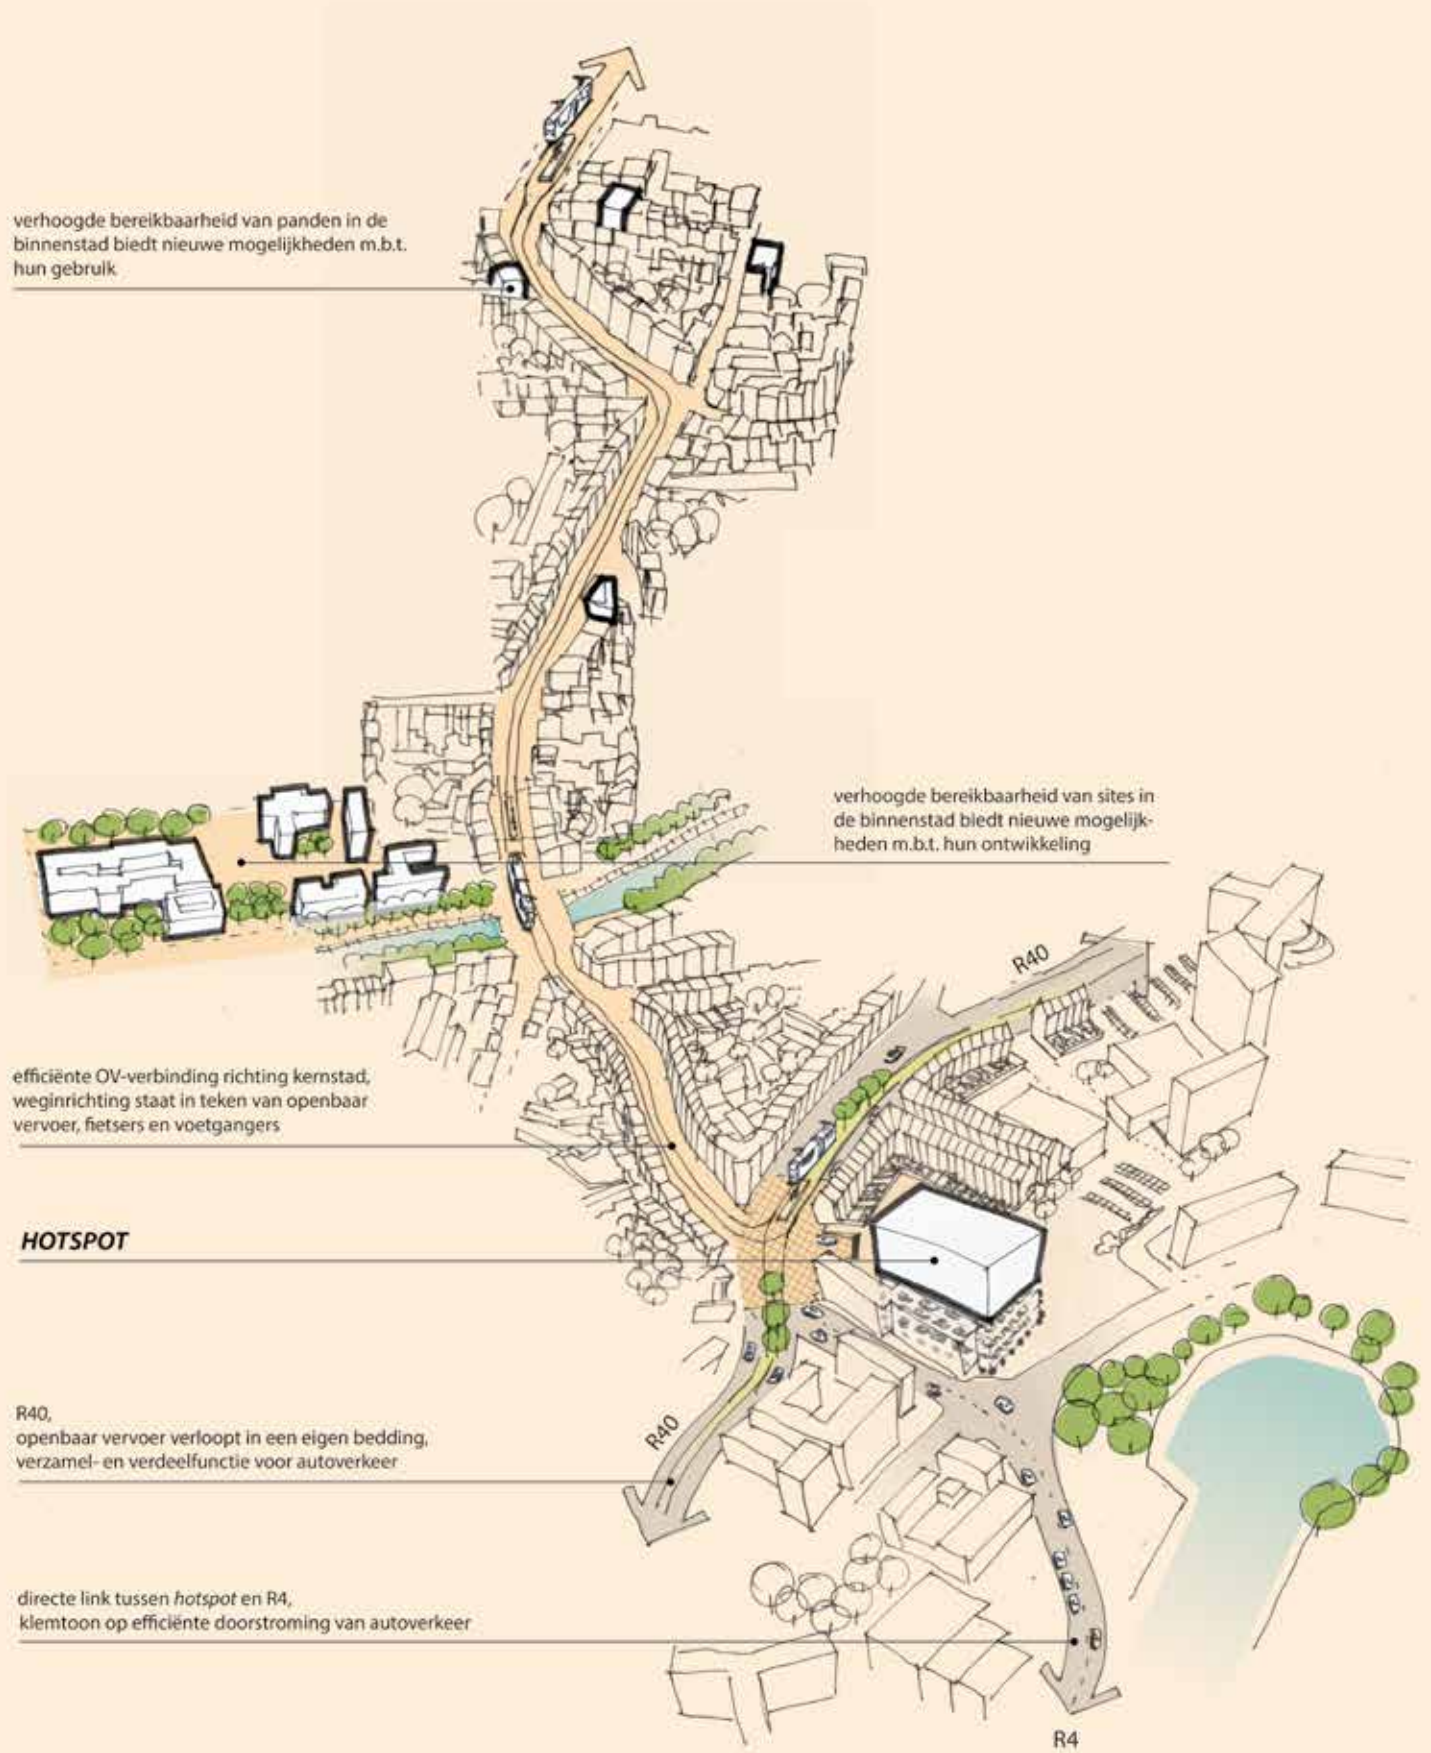 verhoogde bereikbaarheid van panden in de
binnenstad biedt nieuwe mogelijkheden m.b.t.
hun gebruik
verhoogde bereikbaarheid van sites in
de binnenstad biedt nieuwe mogelijk-
heden m.b.t. hun ontwikkeling
R40
efficiënte OV-verbinding richting kernstad,
weginrichting staat in teken van openbaar
vervoer, fietsers en voetgangers
HOTSPOT
R40,
openbaar vervoer verloopt in een eigen bedding,
verzamel- en verdeelfunctie voor autoverkeer
R40
directe link tussen hotspot en R4,
klemtoon op efficiënte doorstroming van autoverkeer
R4